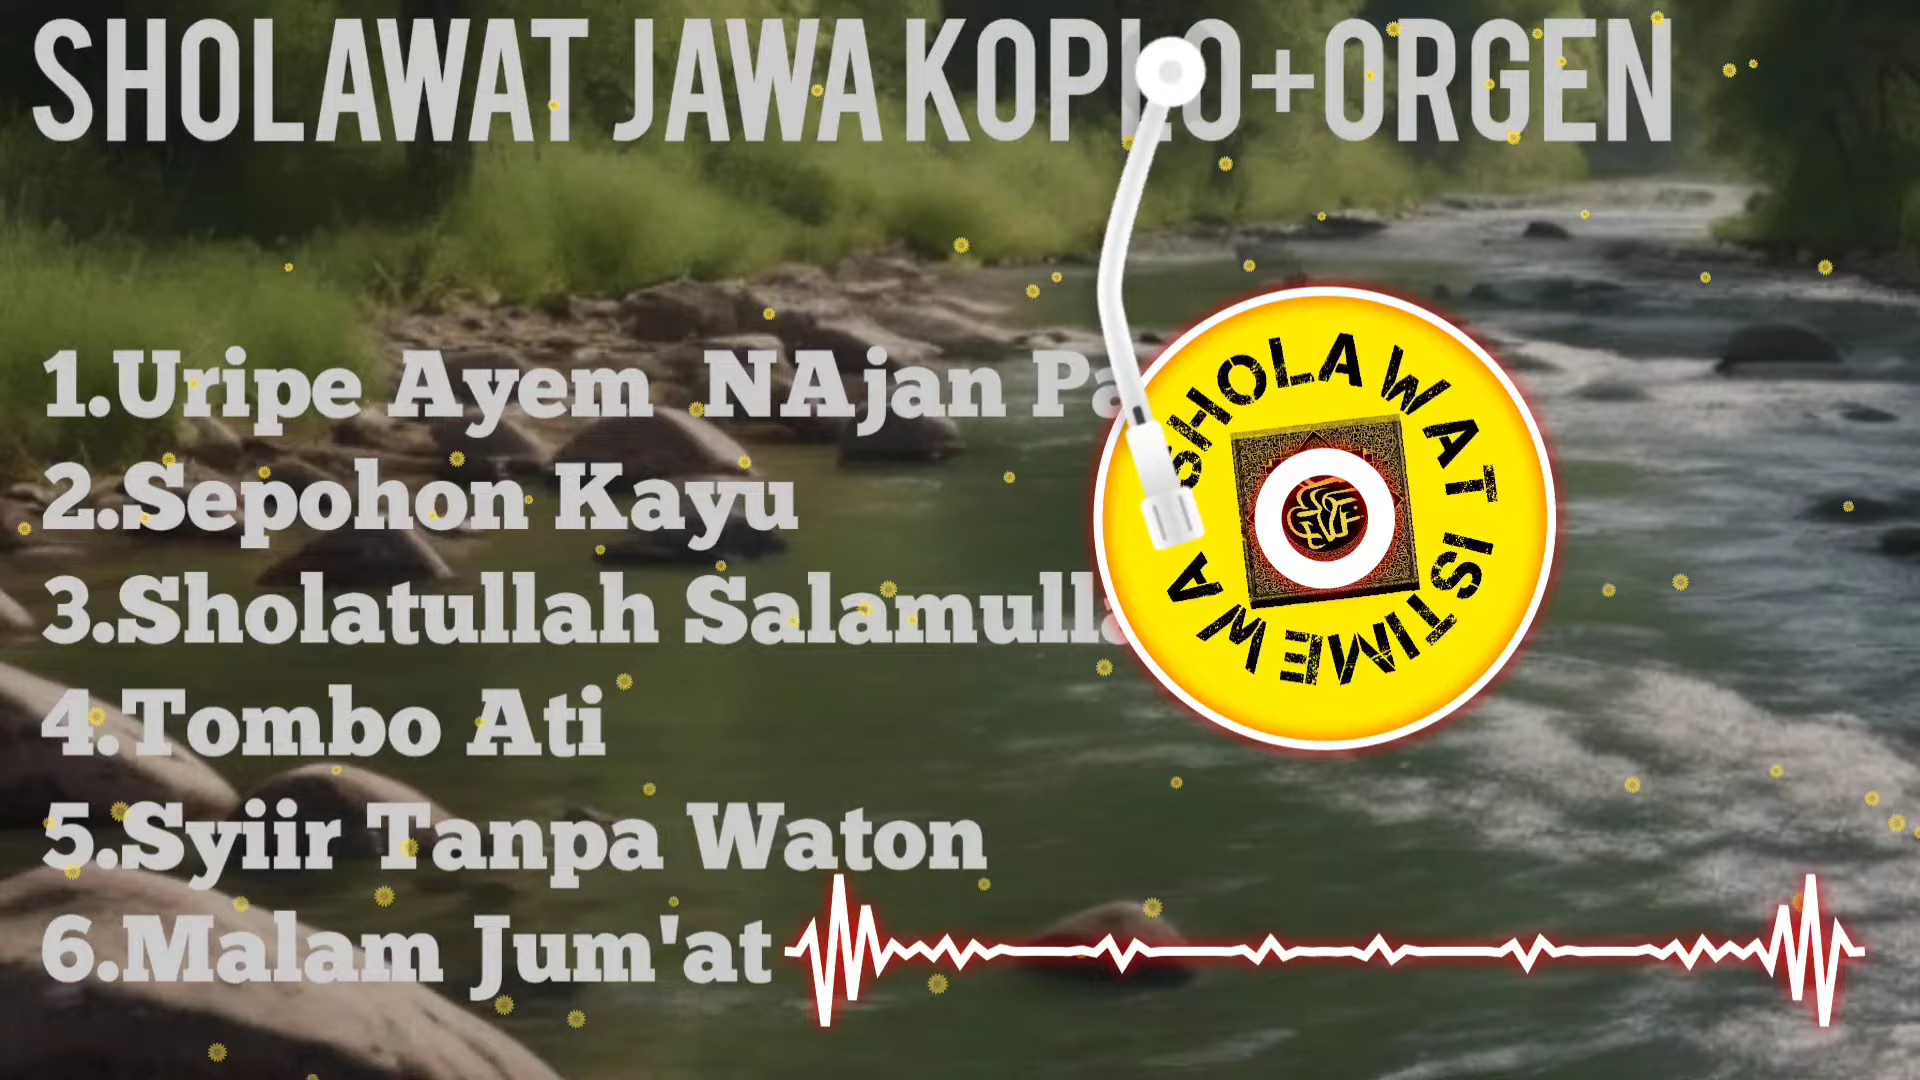 SHOLAWAT JAWA KOPLO+ORGEN
1.Uripe Ayem NAjan
2.Sepohon Kayu
3.Sholatullah
4.Tombo Ati
5.Syiir Tanpa Waton
6.Malam Jum'at
SHOLAWAT ISTIMEWA